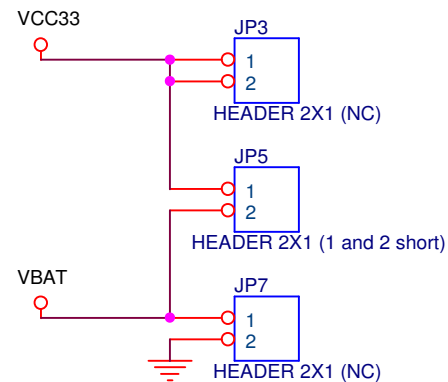 VCC33
JP3
1
2
HEADER 2X1 (NC)
JP5
1
2
HEADER 2X1 (1 and 2 short)
VBAT
JP7
1
2
HEADER 2X1 (NC)